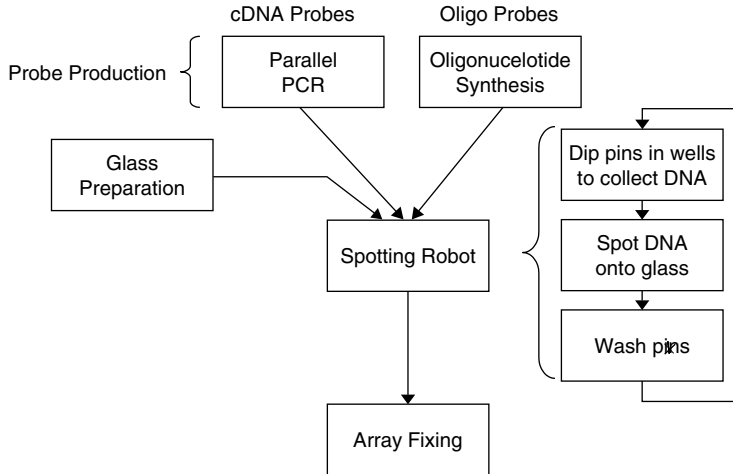 cDNA Probes
Oligo Probes
Probe Production
Parallel
PCR
Oligonucelotide
Synthesis
Glass
Preparation
Dip pins in wells
to collect DNA
Spotting Robot
Spot DNA
onto glass
Wash pins
Array Fixing